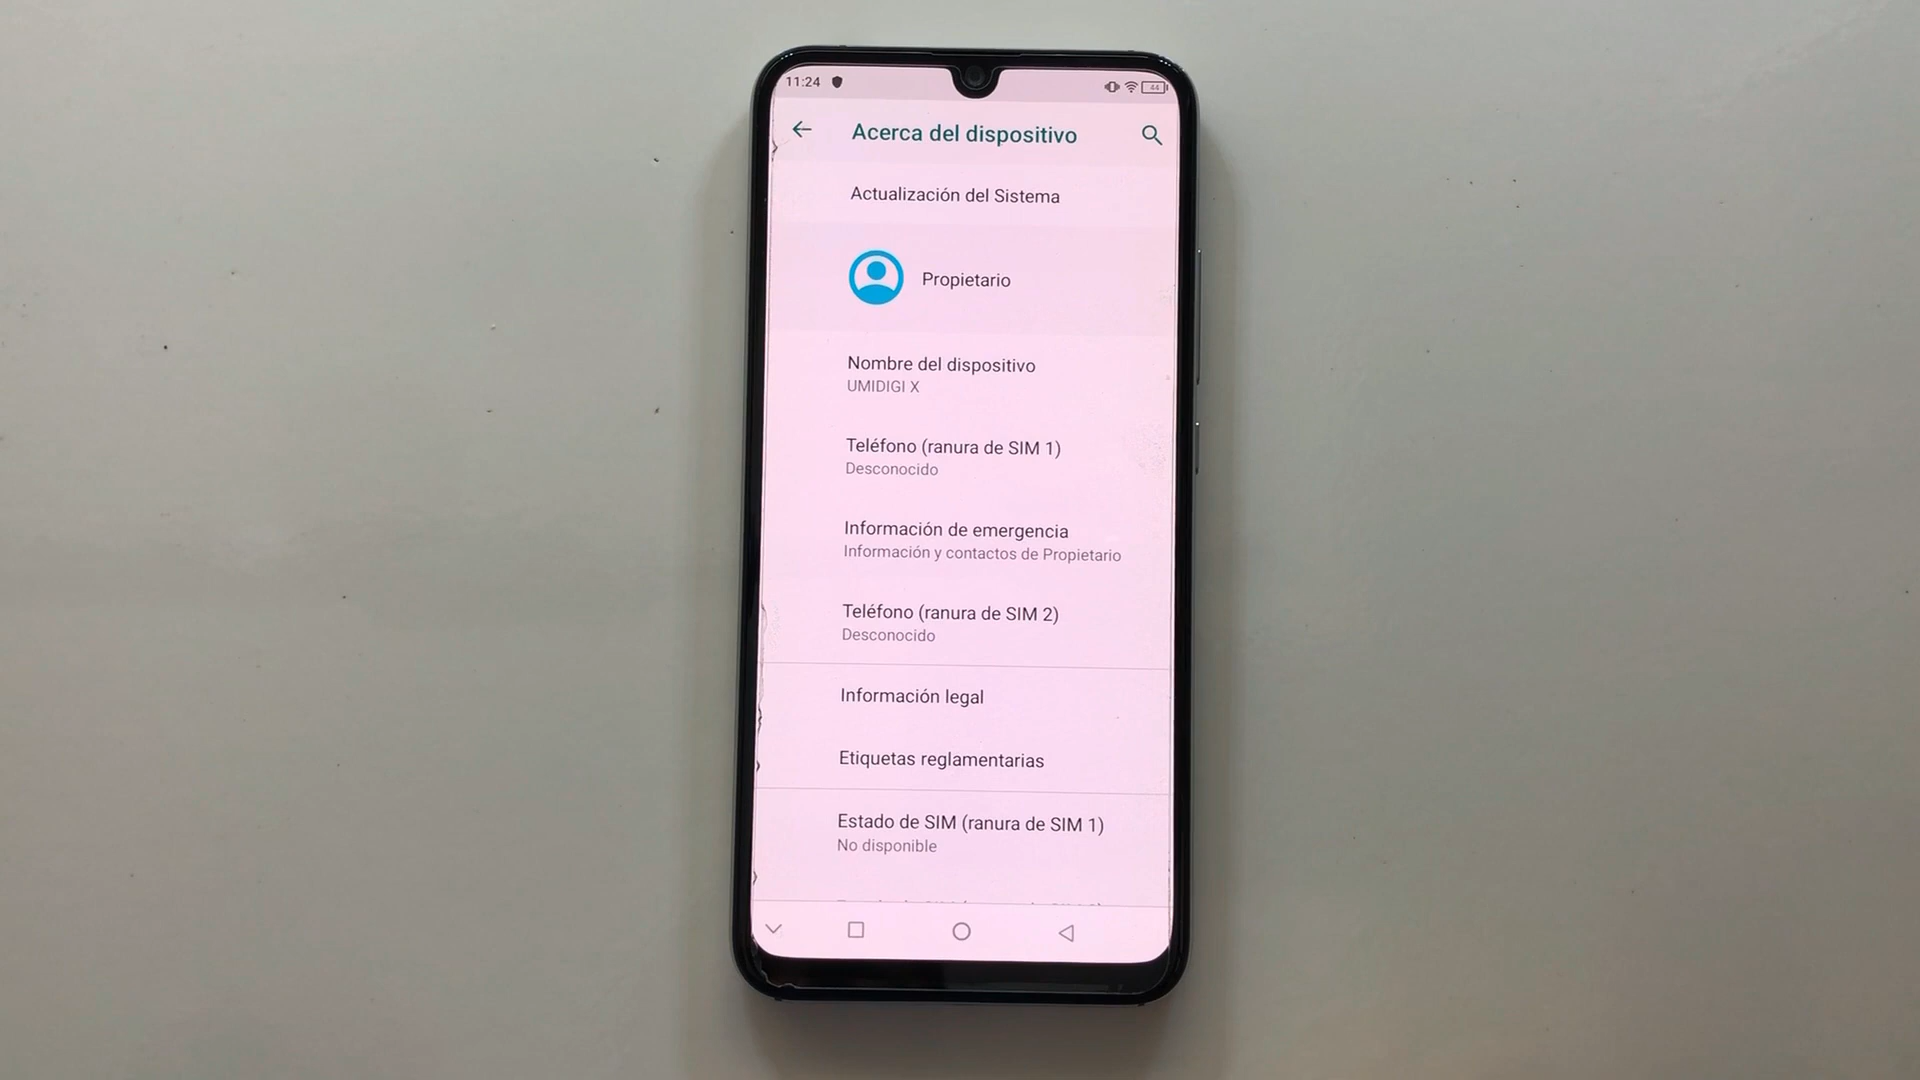 11:24
44
Acerca del dispositivo
Actualización del Sistema
Propietario
Nombre del dispositivo
UMIDIGI X
Teléfono (ranura de SIM 1)
Desconocido
Información de emergencia
Información y contactos de Propietario
Teléfono (ranura de SIM 2)
Desconocido
Información legal
Etiquetas reglamentarias
Estado de SIM (ranura de SIM 1)
No disponible